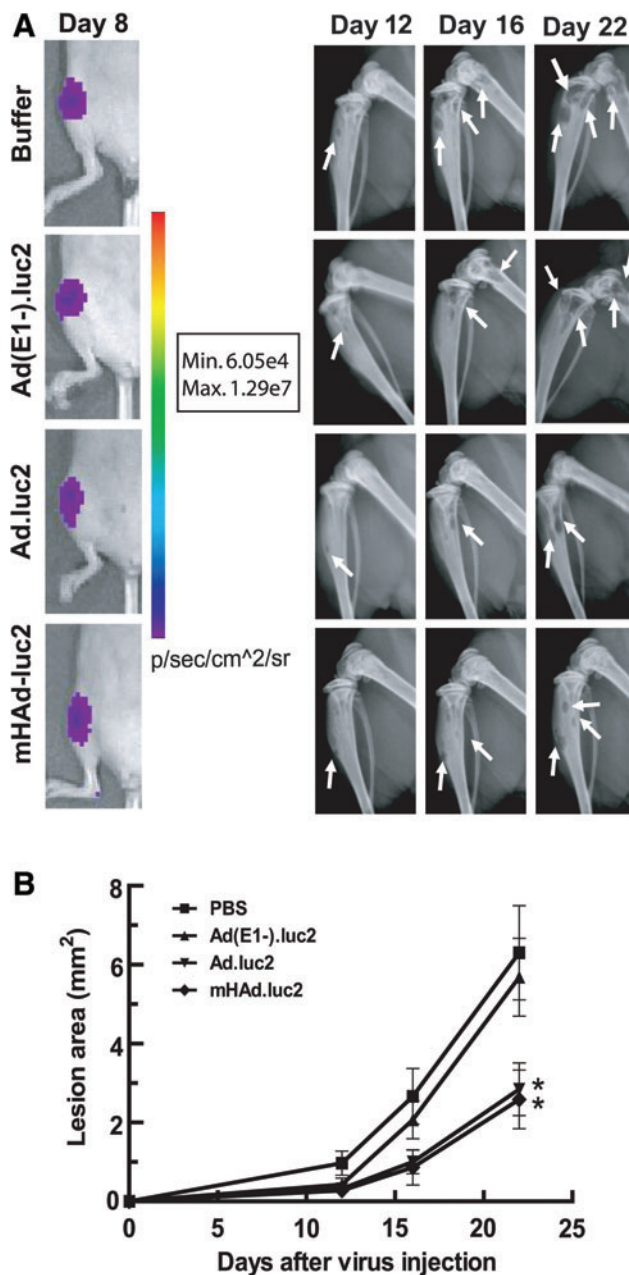 A
Day 8
Day 12
Day 16
Day 22
Buffer
Ad(E1-).luc2
Ad.luc2
mHAd-luc2
Min. 6.05e4
Max. 1.29e7
p/sec/cm^2/sr
B
8
6
4
2
0
Lesion area (mm²)
PBS
Ad(E1-).luc2
Ad.luc2
mHAd.luc2
*
*
0 5 10 15 20 25
Days after virus injection